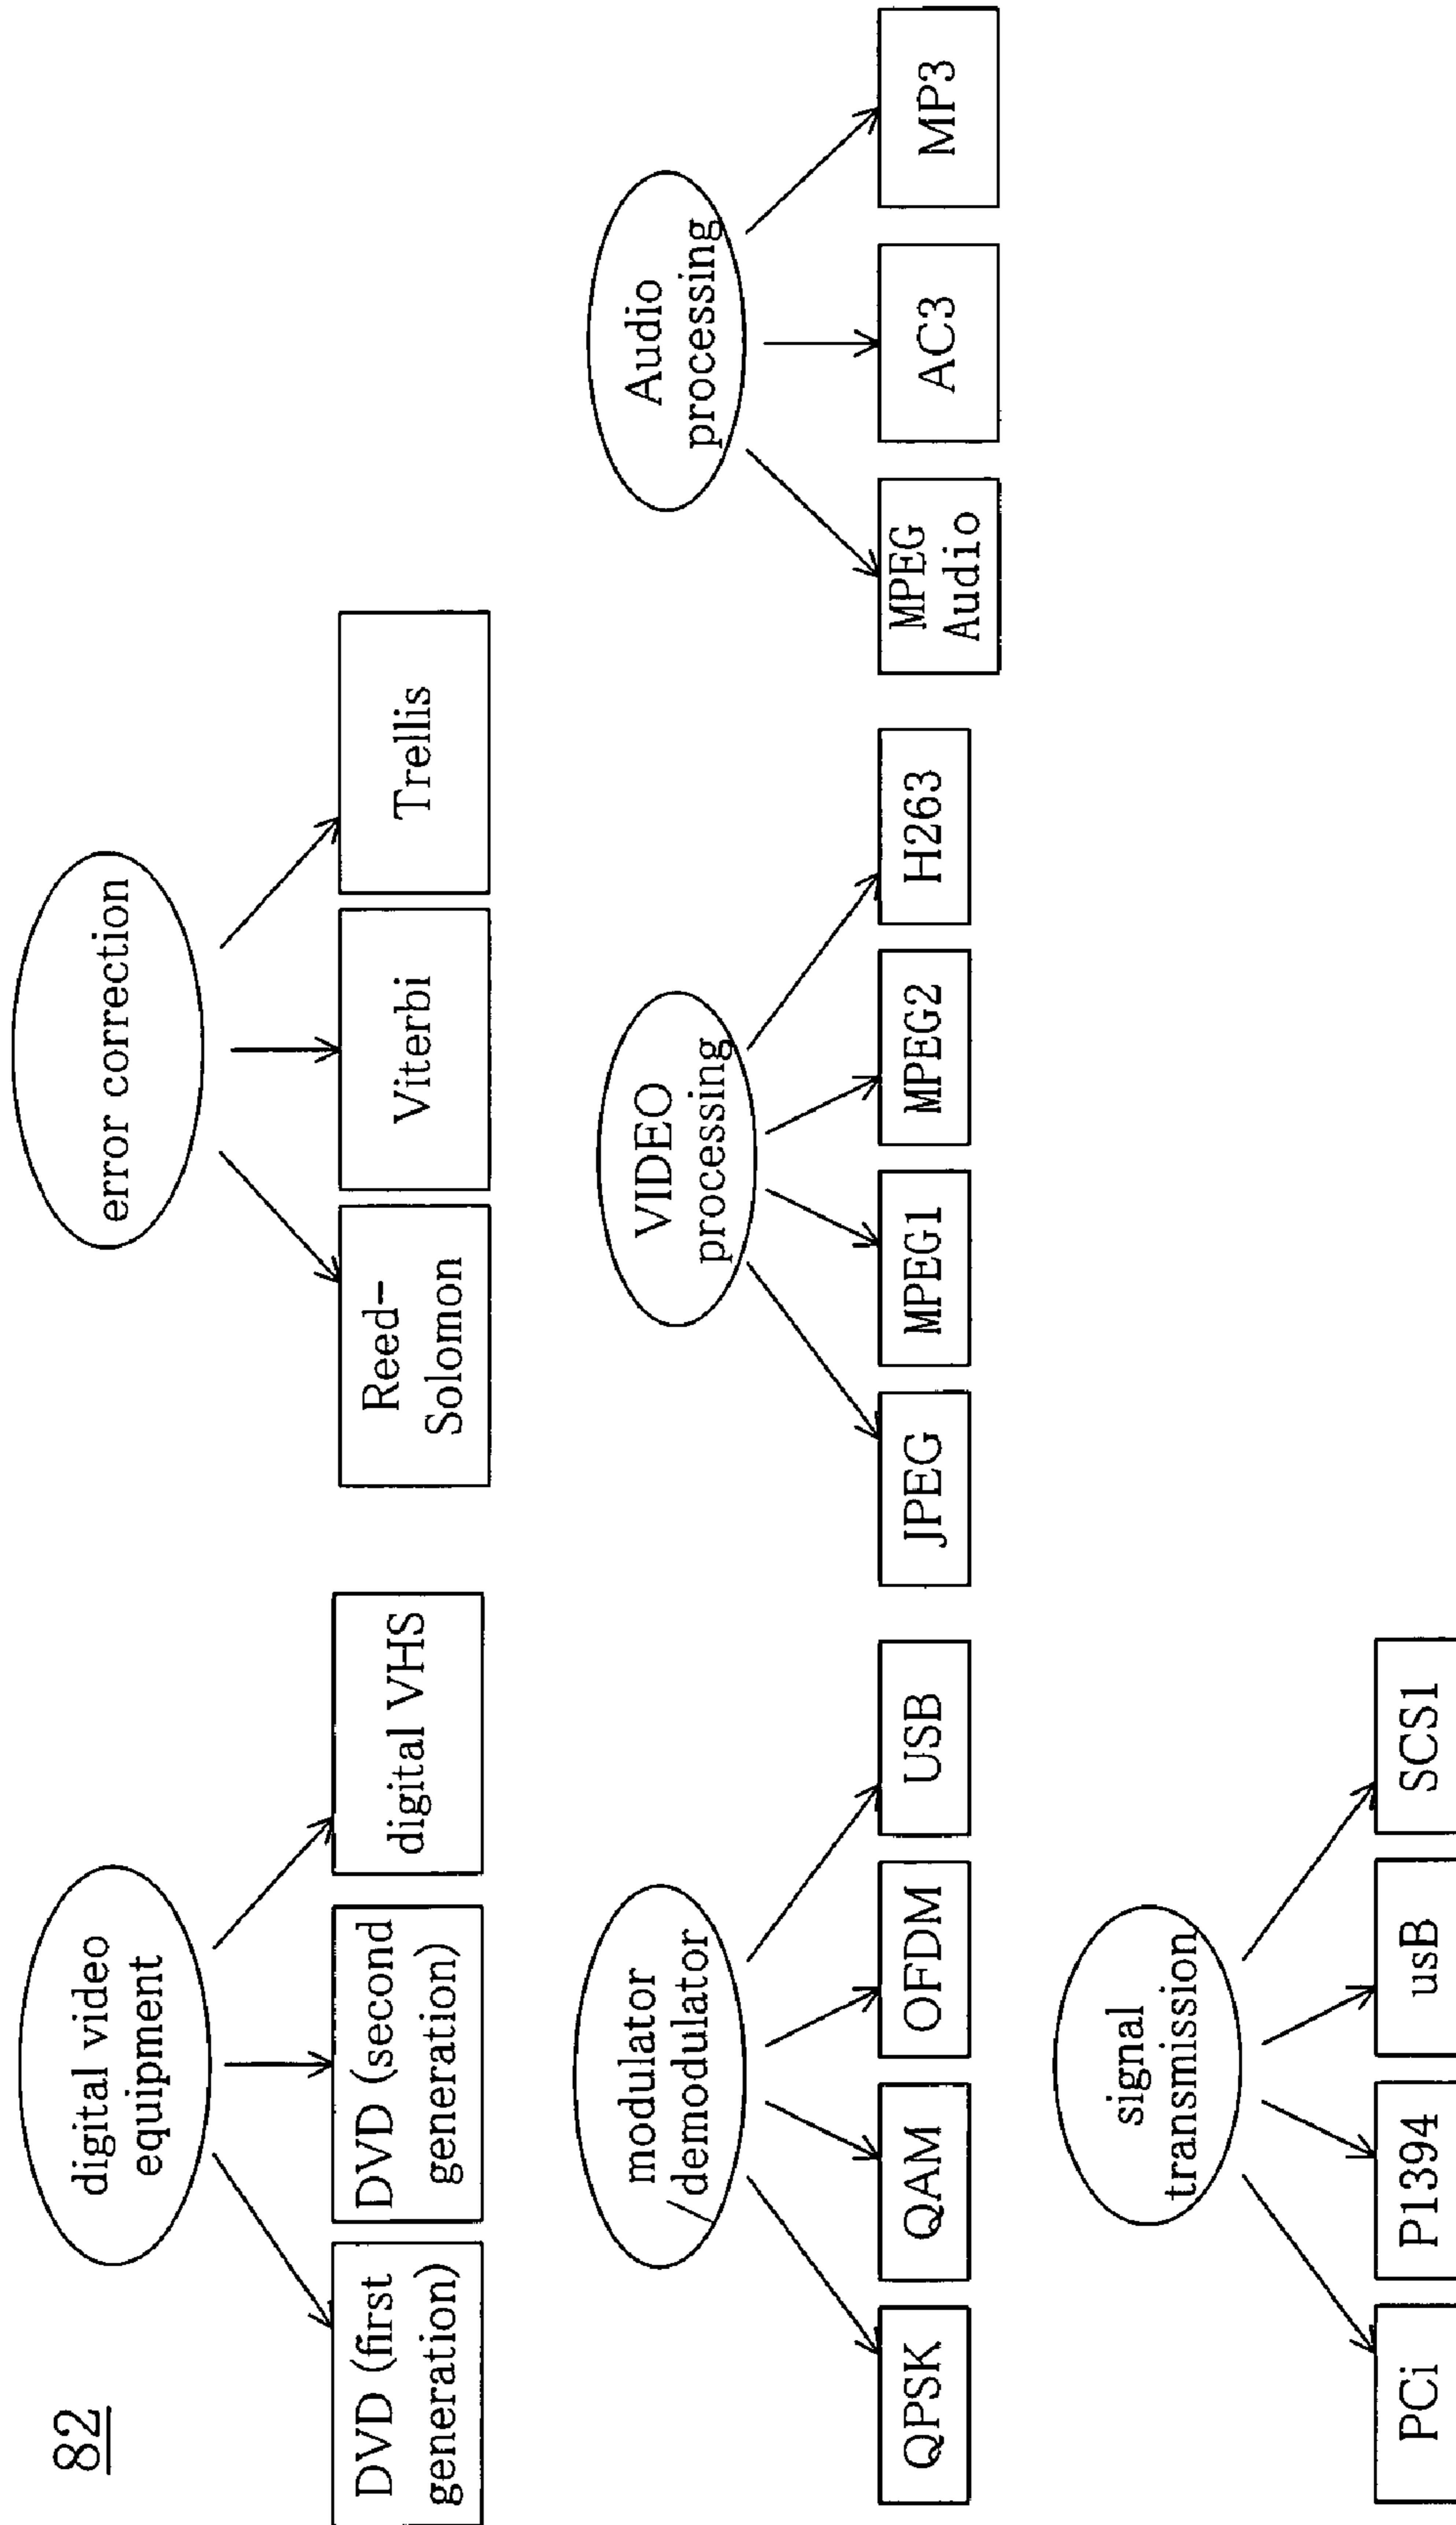 82
digital video
equipment
DVD (first
generation)
DVD (second
generation)
digital VHS
error correction
Reed-
Solomon
Viterbi
Trellis
modulator
/demodulator
QPSK
QAM
OFDM
USB
VIDEO
processing
JPEG
MPEG1
MPEG2
H263
Audio
processing
MPEG
Audio
AC3
MP3
signal
transmission
PCi
P1394
usB
SCS1